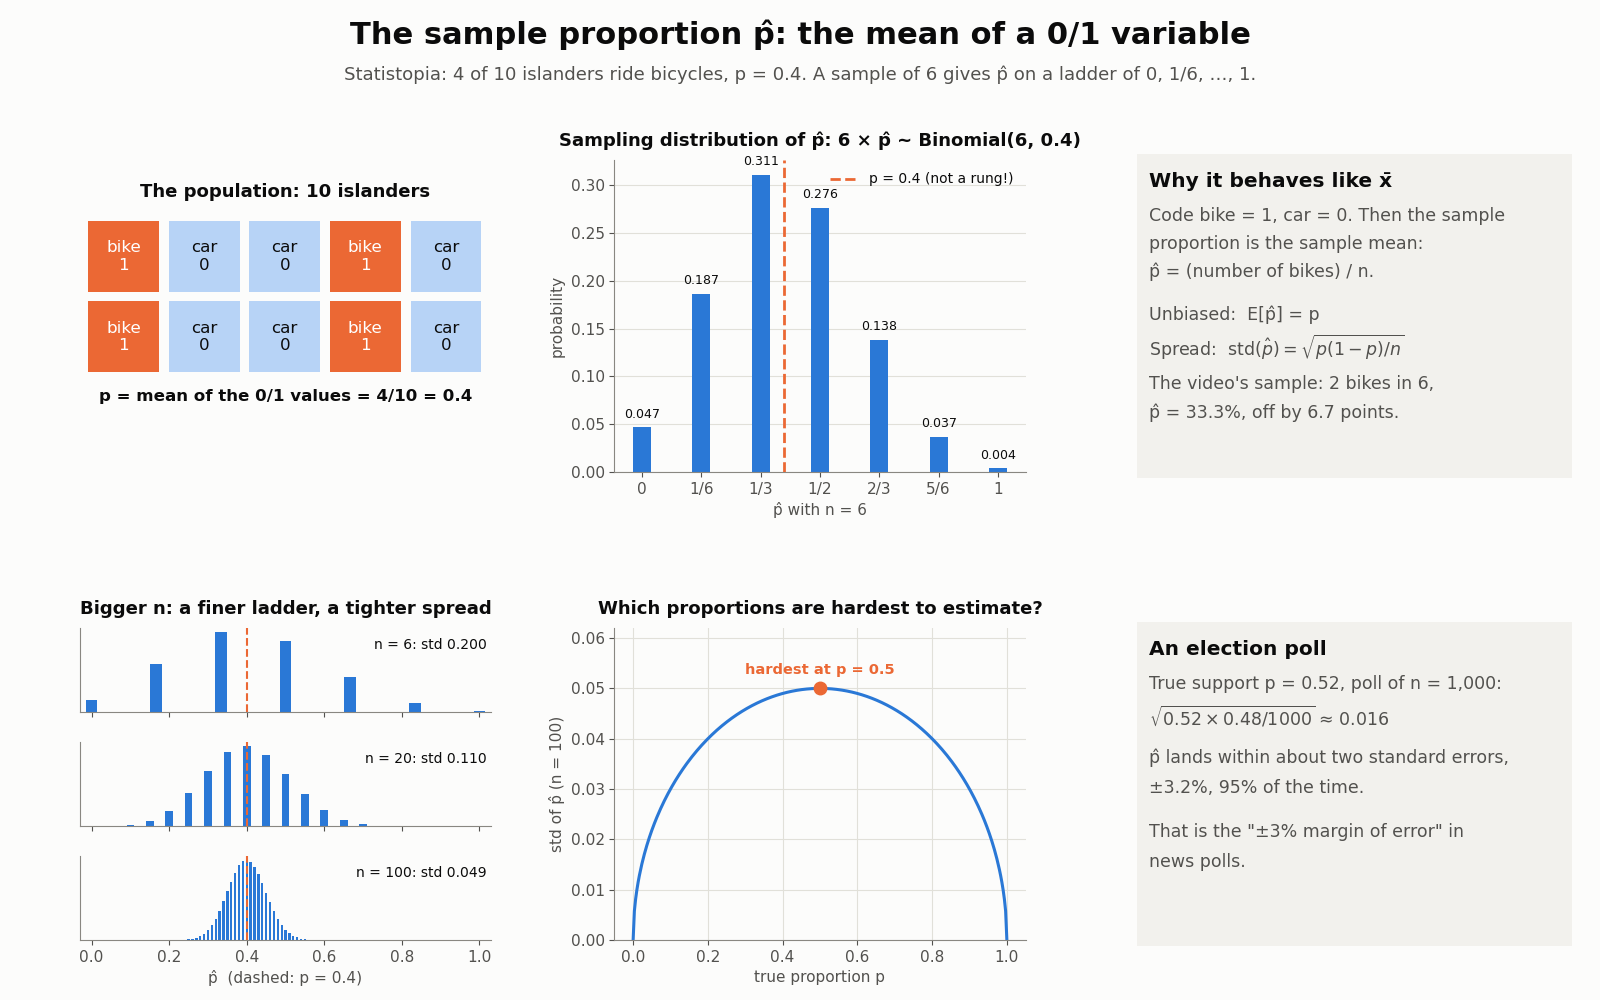 The sample proportion p̂: the mean of a 0/1 variable
Statistopia: 4 of 10 islanders ride bicycles, p = 0.4. A sample of 6 gives p̂ on a ladder of 0, 1/6, ..., 1.
The population: 10 islanders
bike car car bike car
1 0 0 1 0
bike car car bike car
1 0 0 1 0
p = mean of the 0/1 values = 4/10 = 0.4
Sampling distribution of p̂: 6 × p̂ ~ Binomial(6, 0.4)
p = 0.4 (not a rung!)
probability
0.30
0.25
0.20
0.15
0.10
0.05
0.00
0.047
0.187
0.311
0.276
0.138
0.037
0.004
0 1/6 1/3 1/2 2/3 5/6 1
p̂ with n = 6
Why it behaves like x̄
Code bike = 1, car = 0. Then the sample
proportion is the sample mean:
p̂ = (number of bikes) / n.
Unbiased: E[p̂] = p
Spread: std(p̂) = √p(1 − p)/n
The video's sample: 2 bikes in 6,
p̂ = 33.3%, off by 6.7 points.
Bigger n: a finer ladder, a tighter spread
n = 6: std 0.200
n = 20: std 0.110
n = 100: std 0.049
0.0 0.2 0.4 0.6 0.8 1.0
p̂ (dashed: p = 0.4)
Which proportions are hardest to estimate?
hardest at p = 0.5
std of p̂ (n = 100)
0.06
0.05
0.04
0.03
0.02
0.01
0.00
0.0 0.2 0.4 0.6 0.8 1.0
true proportion p
An election poll
True support p = 0.52, poll of n = 1,000:
√0.52 × 0.48/1000 ≈ 0.016
p̂ lands within about two standard errors,
±3.2%, 95% of the time.
That is the "±3% margin of error" in
news polls.